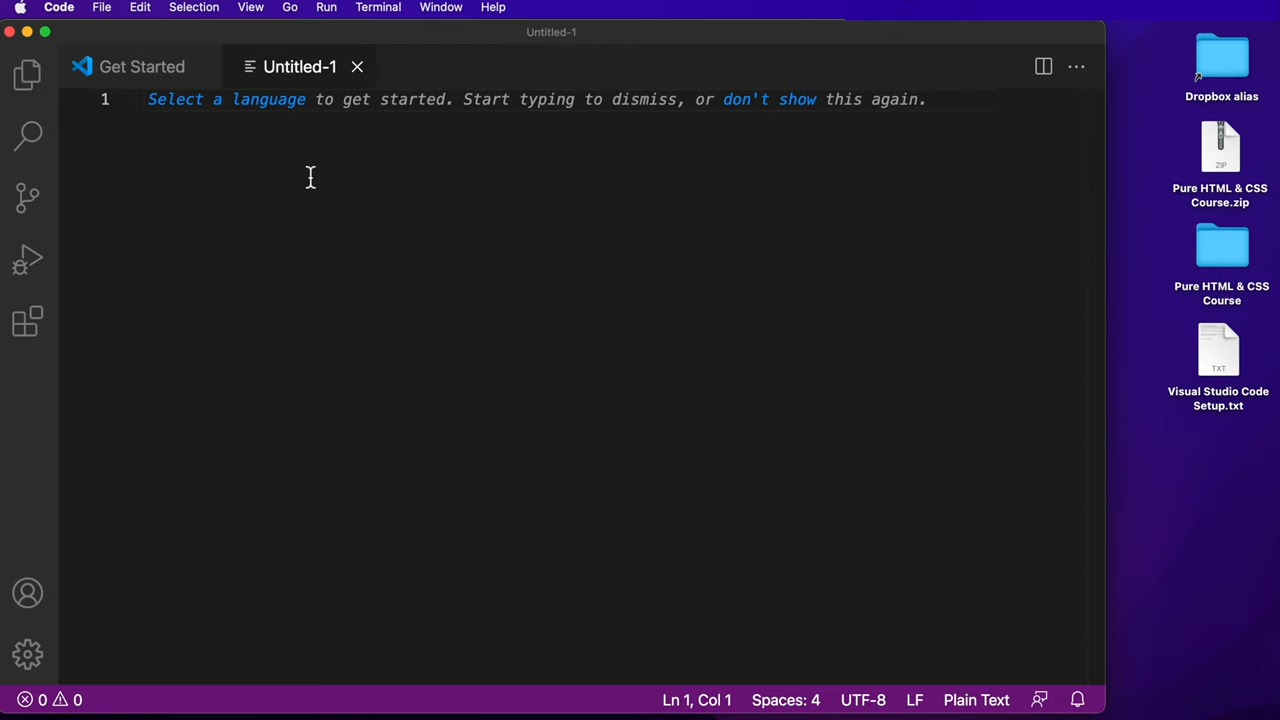 Code File Edit Selection View Go Run Terminal Window Help
Untitled-1
Get Started Untitled-1
1 Select a language to get started. Start typing to dismiss, or don't show this again.
Dropbox alias
ZIP
Pure HTML & CSS
Course.zip
Pure HTML & CSS
Course
TXT
Visual Studio Code
Setup.txt
0 0 Ln 1, Col 1 Spaces: 4 UTF-8 LF Plain Text